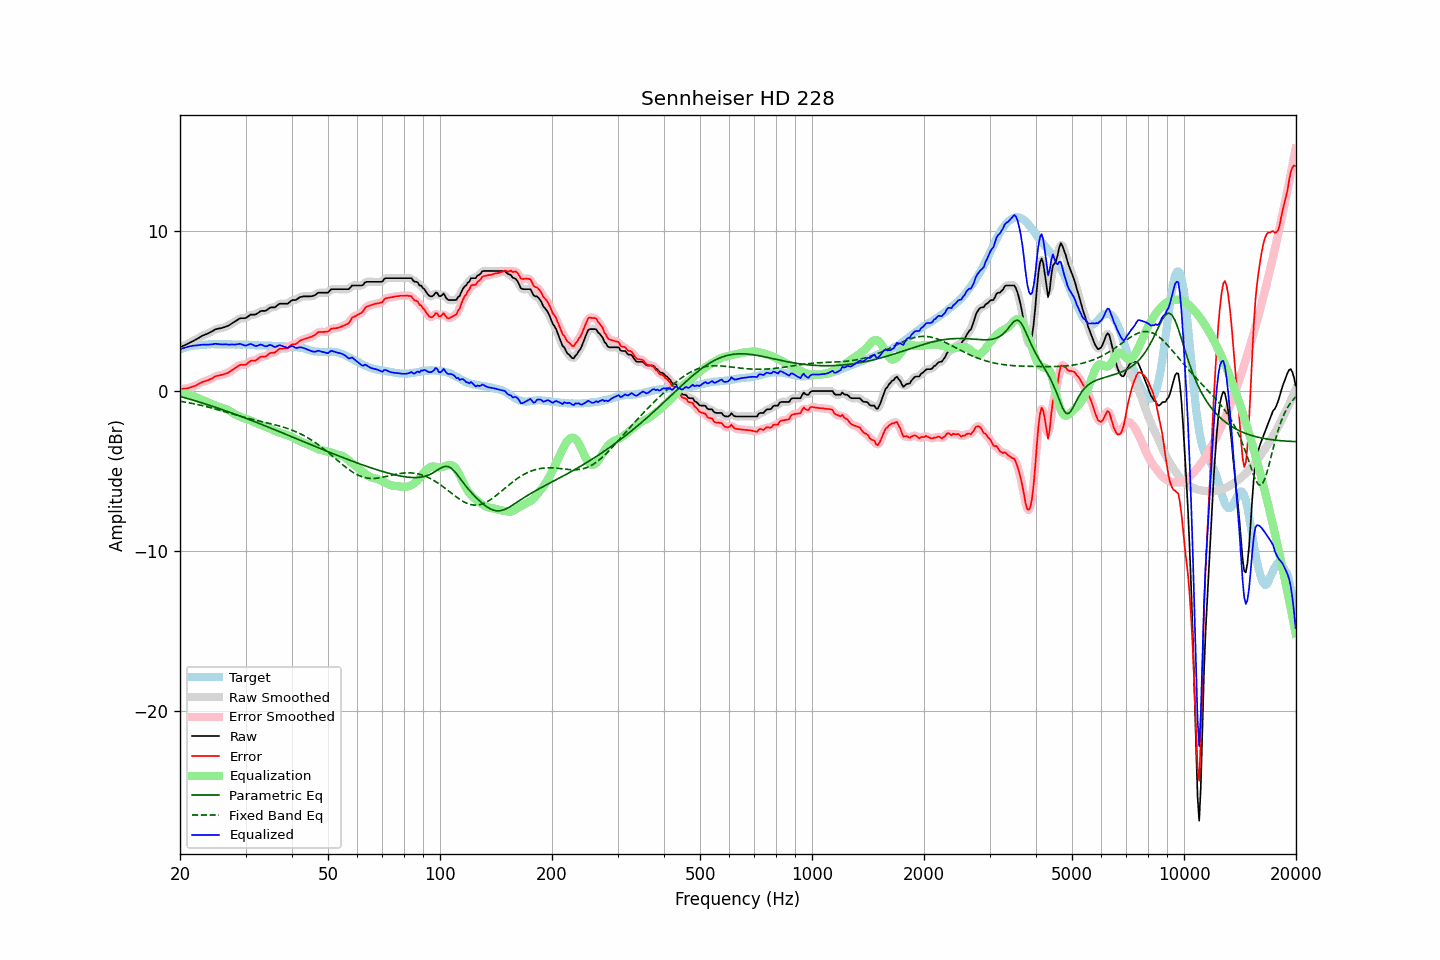 Sennheiser HD 228
Amplitude (dBr)
10
0
−10
−20
Target
Raw Smoothed
Error Smoothed
Raw
Error
Equalization
Parametric Eq
Fixed Band Eq
Equalized
20 50 100 200 500 1000 2000 5000 10000 20000
Frequency (Hz)